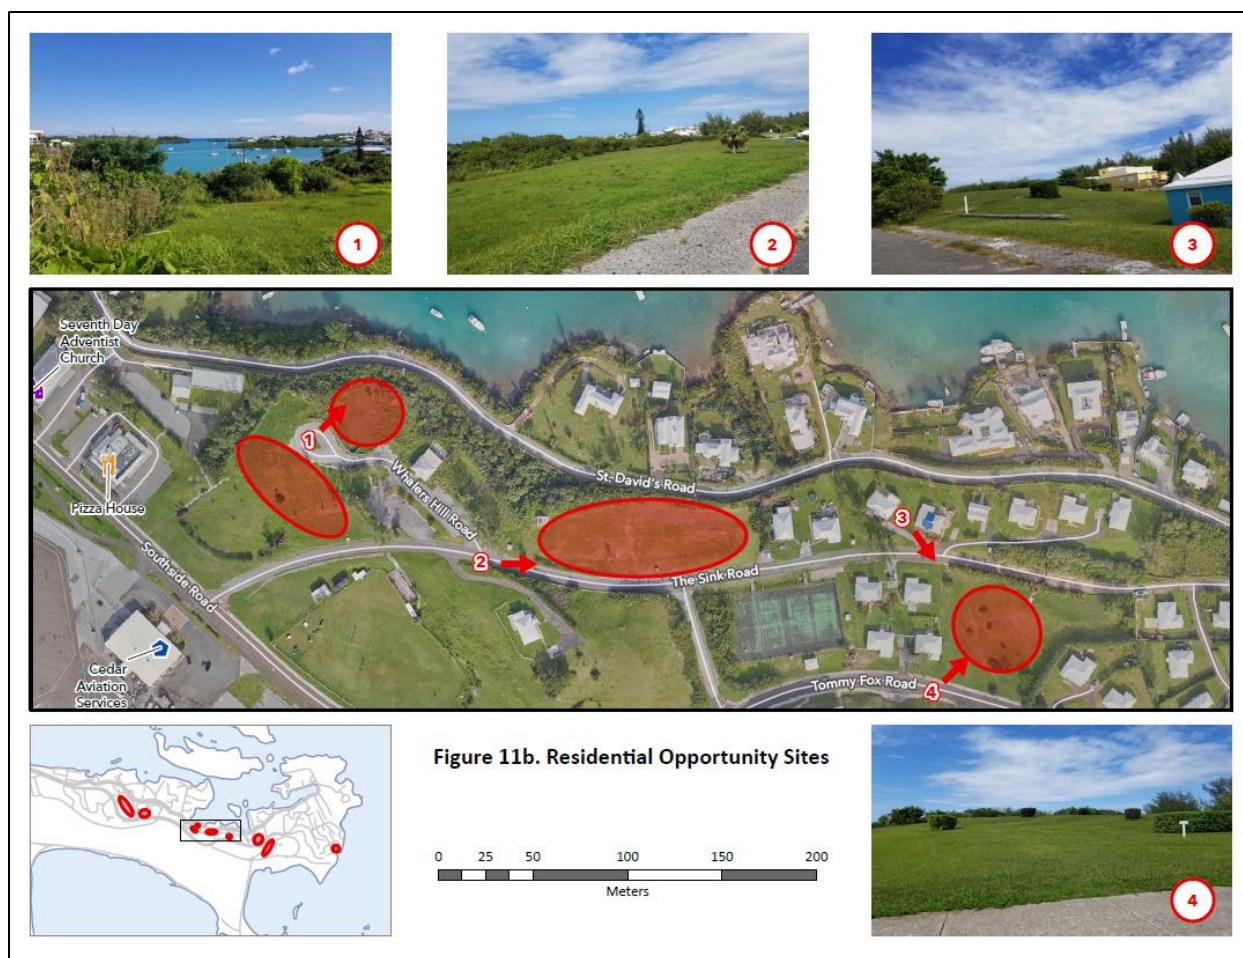 1
2
3
Seventh Day
Adventist
Church
Pizza House
Southside Road
Cedar
Aviation
Services
1
Whalers Hill Road
St. David's Road
2
The Sink Road
3
4
Tommy Fox Road
Figure 11b. Residential Opportunity Sites
0 25 50 100 150 200
Meters
4